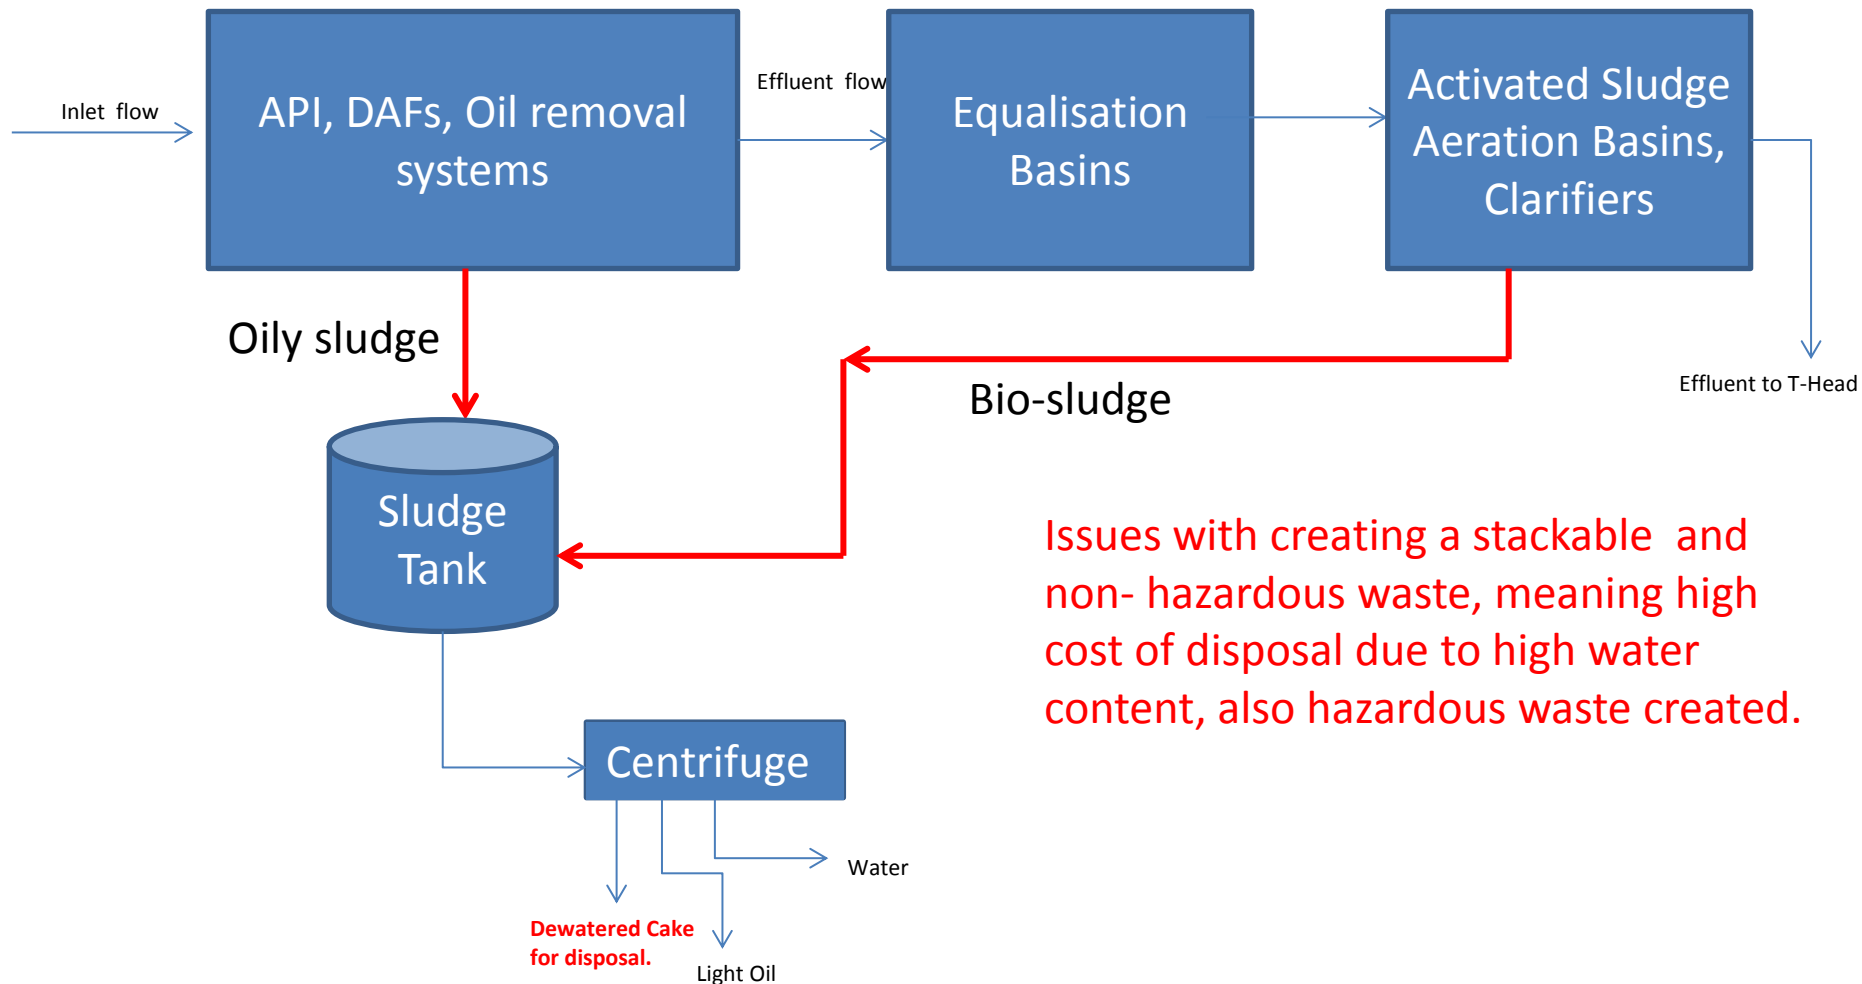 Inlet flow
API, DAFs, Oil removal
systems
Effluent flow
Equalisation
Basins
Activated Sludge
Aeration Basins,
Clarifiers
Effluent to T-Head
Oily sludge
Bio-sludge
Sludge
Tank
Issues with creating a stackable and
non- hazardous waste, meaning high
cost of disposal due to high water
content, also hazardous waste created.
Centrifuge
Water
Dewatered Cake
for disposal.
Light Oil